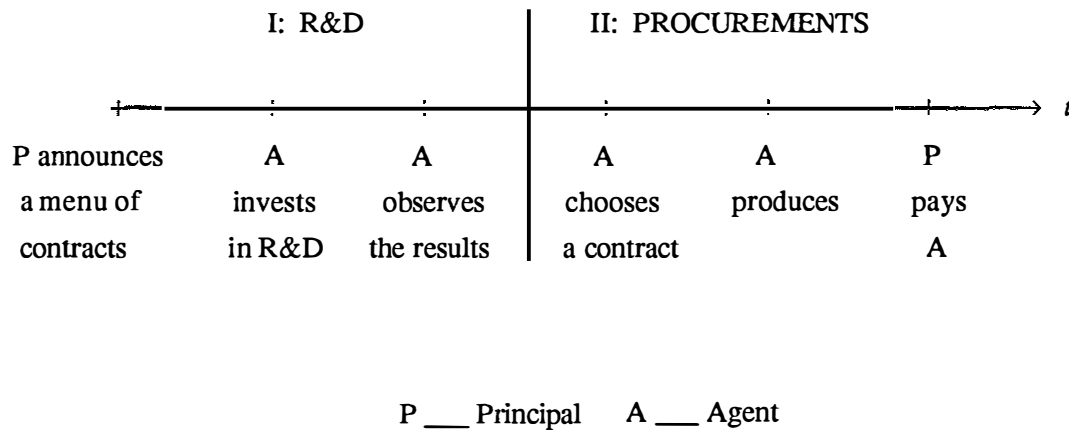 I: R&D II: PROCUREMENTS
t
P announces A A A A P
a menu of invests observes chooses produces pays
contracts in R&D the results a contract A
P ___ Principal A ___ Agent